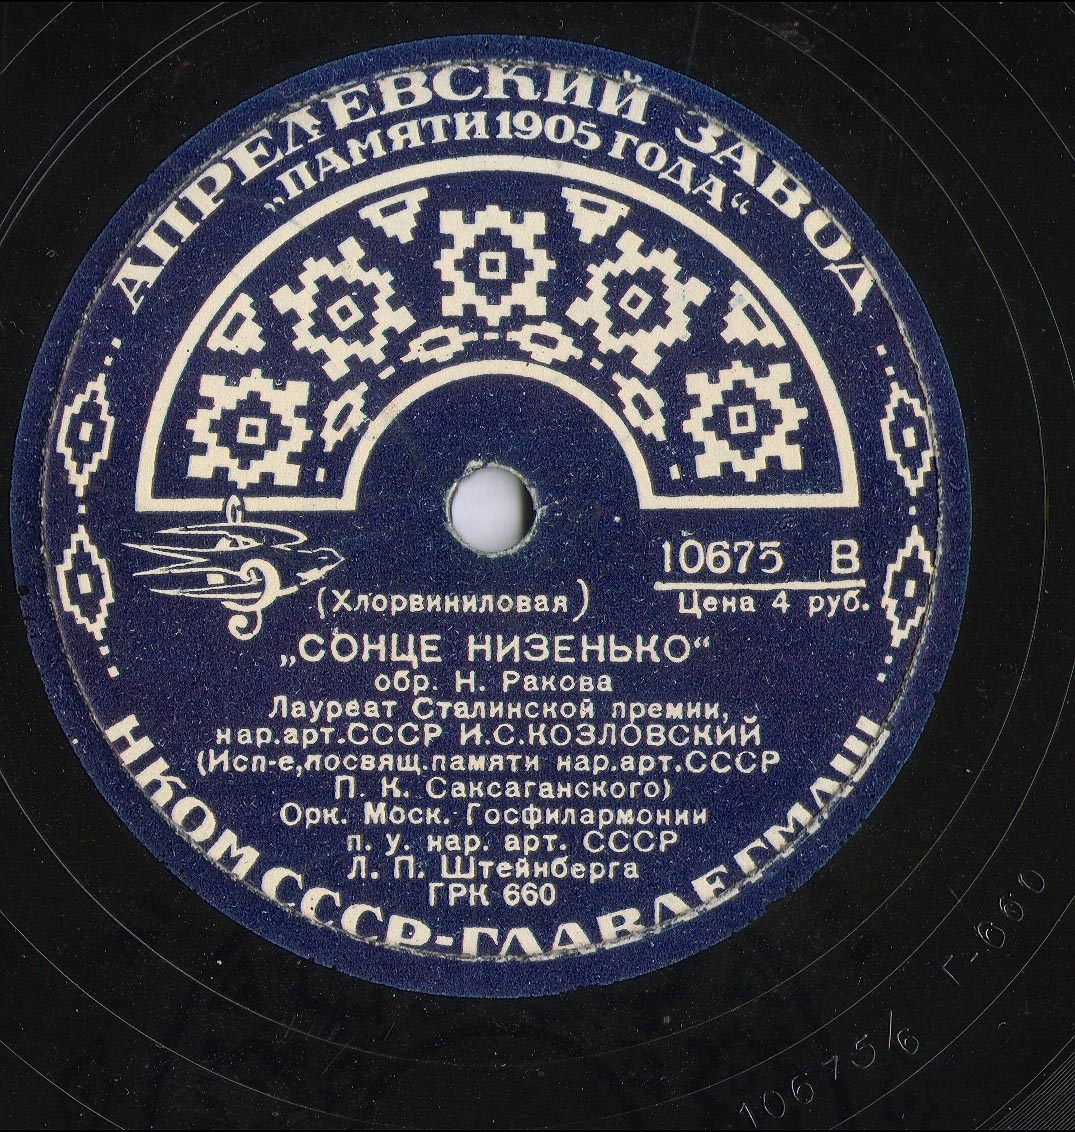 АПРЕЛЕВСКИЙ ЗАВОД
„ПАМЯТИ 1905 ГОДА“
10675 В
Цена 4 руб.
(Хлорвиниловая)
„СОНЦЕ НИЗЕНЬКО“
обр. Н. Ракова
Лауреат Сталинской премии,
нар.арт.СССР И.С.КОЗЛОВСКИЙ
(Исп-е,посвящ.памяти нар.арт.СССР
П. К. Саксаганского)
Орк. Моск. Госфилармонии
п. у. нар. арт. СССР
Л. П. Штейнберга
ГРК 660
НКОМ СССР-ГЛАВЛЕГМАШ
Г-660
10675/6